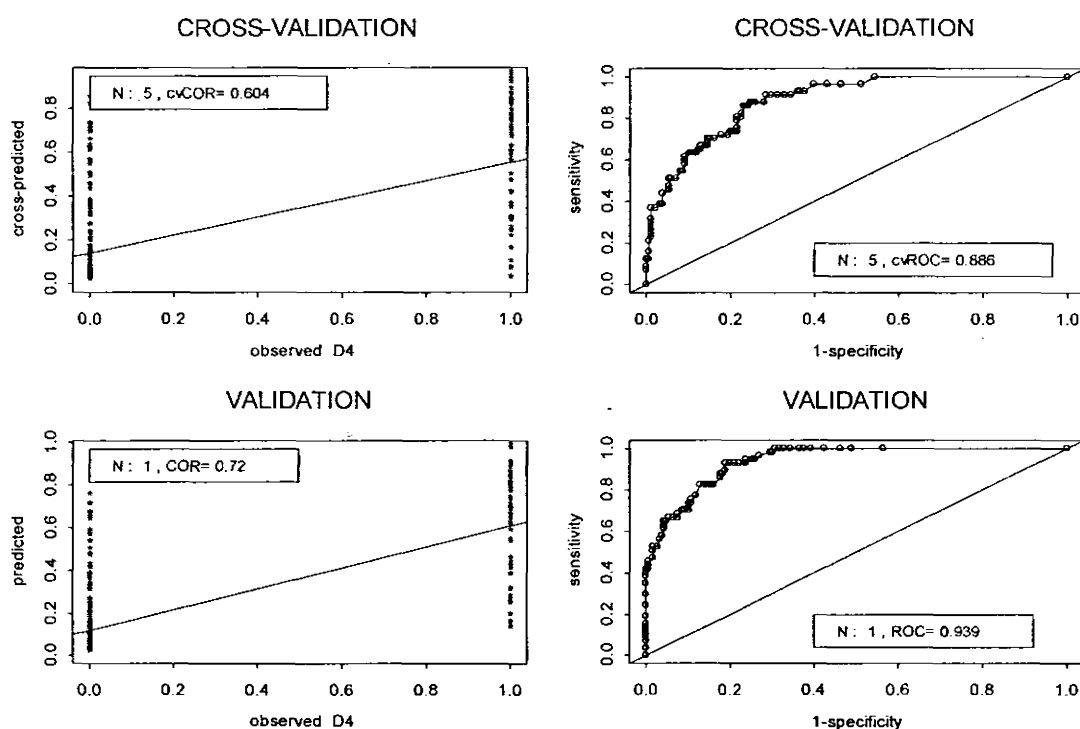 CROSS-VALIDATION
cross-predicted
0.0 0.2 0.4 0.6 0.8
N : 5 , cvCOR= 0.604
0.0 0.2 0.4 0.6 0.8 1.0
observed D4
CROSS-VALIDATION
sensitivity
0.0 0.2 0.4 0.6 0.8 1.0
N : 5 , cvROC= 0.886
0.0 0.2 0.4 0.6 0.8 1.0
1-specificity
VALIDATION
predicted
0.0 0.2 0.4 0.6 0.8 1.0
N : 1 , COR= 0.72
0.0 0.2 0.4 0.6 0.8 1.0
observed D4
VALIDATION
sensitivity
0.0 0.2 0.4 0.6 0.8 1.0
N : 1 , ROC= 0.939
0.0 0.2 0.4 0.6 0.8 1.0
1-specificity